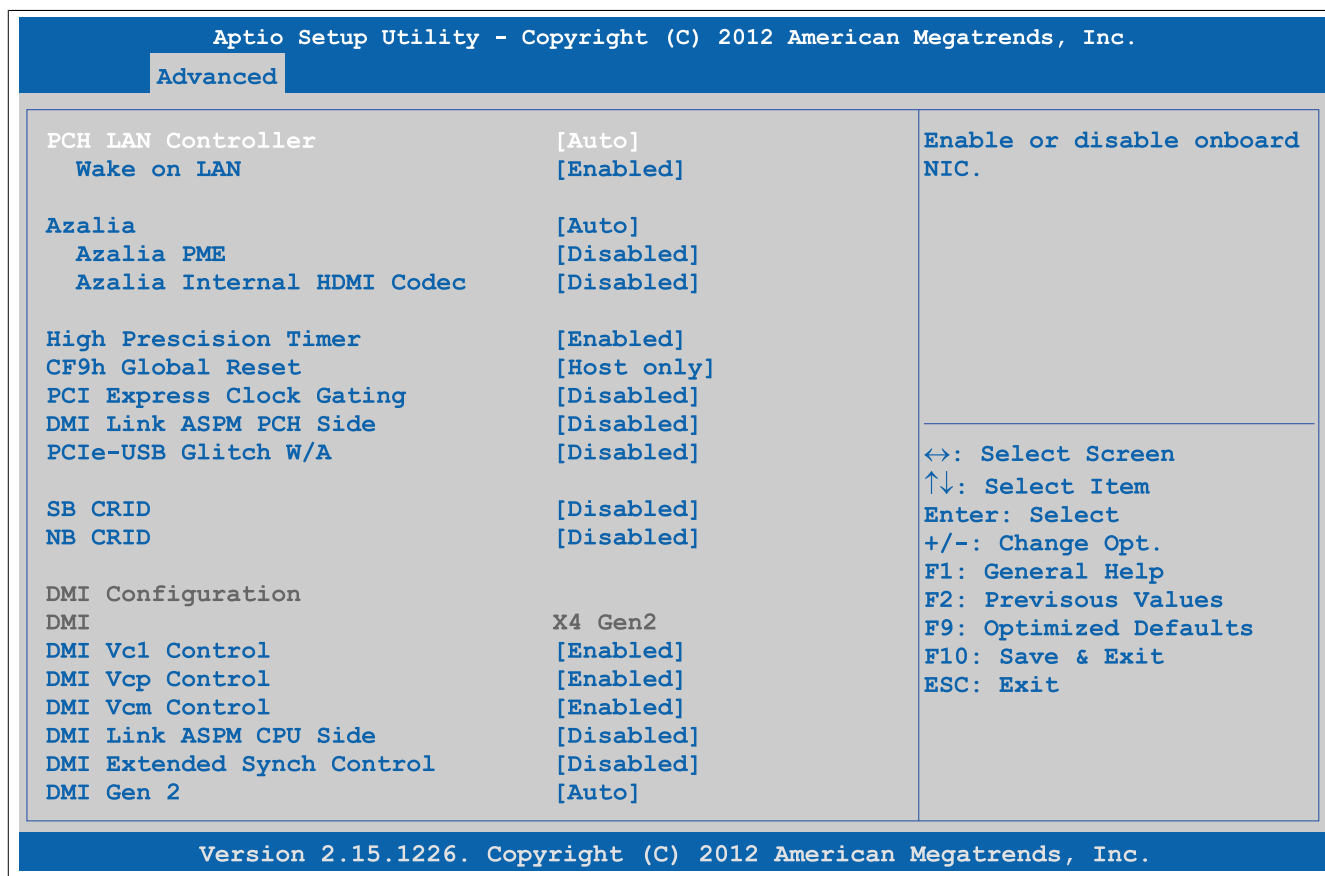 Aptio Setup Utility - Copyright (C) 2012 American Megatrends, Inc.
Advanced
PCH LAN Controller [Auto]
Wake on LAN [Enabled]
Azalia [Auto]
Azalia PME [Disabled]
Azalia Internal HDMI Codec [Disabled]
High Prescision Timer [Enabled]
CF9h Global Reset [Host only]
PCI Express Clock Gating [Disabled]
DMI Link ASPM PCH Side [Disabled]
PCIe-USB Glitch W/A [Disabled]
SB CRID [Disabled]
NB CRID [Disabled]
DMI Configuration
DMI X4 Gen2
DMI Vc1 Control [Enabled]
DMI Vcp Control [Enabled]
DMI Vcm Control [Enabled]
DMI Link ASPM CPU Side [Disabled]
DMI Extended Synch Control [Disabled]
DMI Gen 2 [Auto]
Enable or disable onboard
NIC.
↔: Select Screen
↑↓: Select Item
Enter: Select
+/-: Change Opt.
F1: General Help
F2: Previsous Values
F9: Optimized Defaults
F10: Save & Exit
ESC: Exit
Version 2.15.1226. Copyright (C) 2012 American Megatrends, Inc.